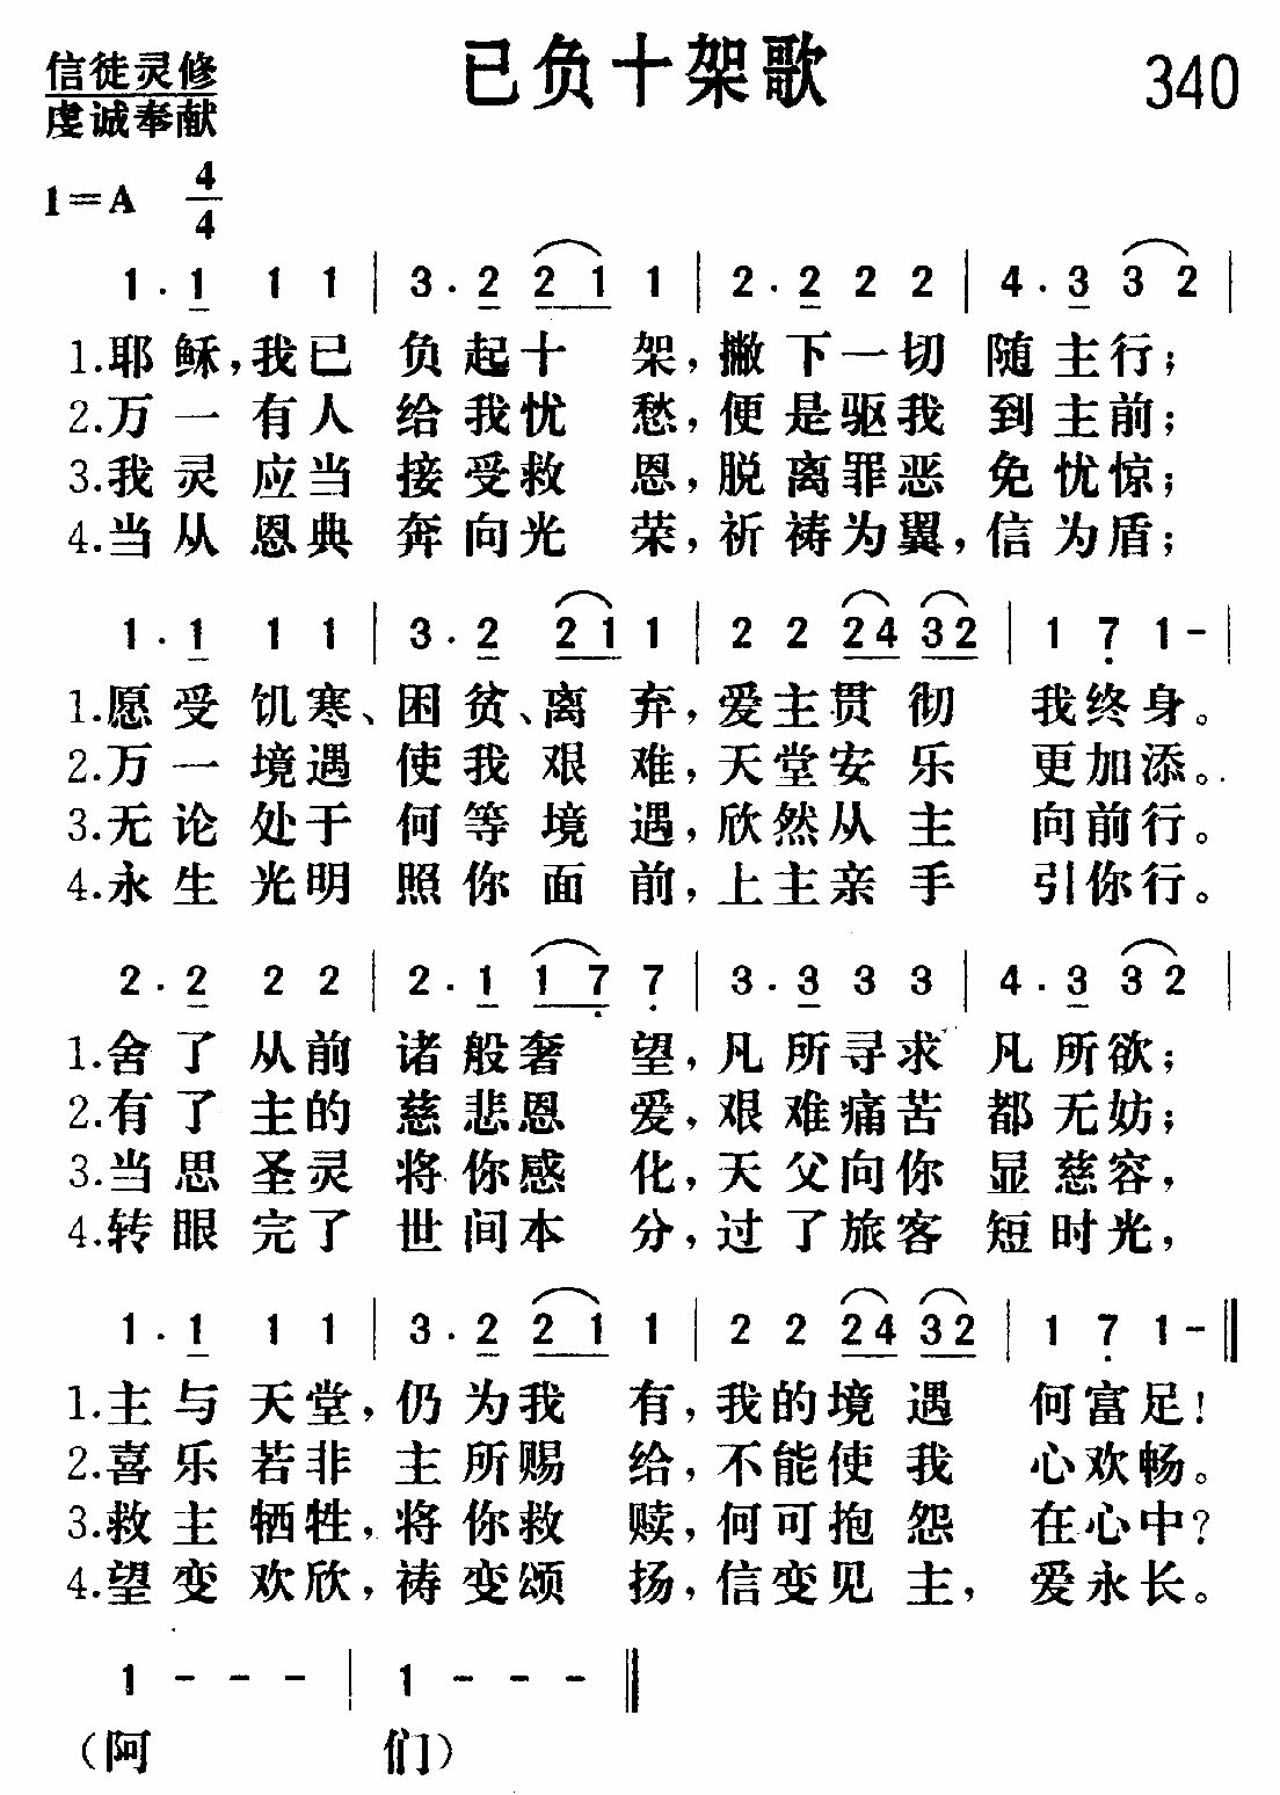 信徒灵修
虔诚奉献
已负十架歌
340
1=A 4/4
1·1 1 1 | 3·2 2 1 1 | 2·2 2 2 | 4·3 3 2 |
1.耶稣,我已 负起十 架,撇下一切 随主行;
2.万一有人 给我忧 愁,便是驱我 到主前;
3.我灵应当 接受救 恩,脱离罪恶 免忧惊;
4.当从恩典 奔向光 荣,祈祷为翼,信为盾;
1·1 1 1 | 3·2 2 1 1 | 2 2 24 32 | 1 7 1- |
1.愿受饥寒、困贫、离 弃,爱主贯彻 我终身。
2.万一境遇 使我艰 难,天堂安乐 更加添。
3.无论处于 何等境 遇,欣然从主 向前行。
4.永生光明 照你面 前,上主亲手 引你行。
2·2 2 2 | 2·1 1 7 7 | 3·3 3 3 | 4·3 3 2 |
1.舍了从前 诸般奢 望,凡所寻求 凡所欲;
2.有了主的 慈悲恩 爱,艰难痛苦 都无妨;
3.当思圣灵 将你感 化,天父向你 显慈容,
4.转眼完了 世间本 分,过了旅客 短时光,
1·1 1 1 | 3·2 2 1 1 | 2 2 24 32 | 1 7 1- ‖
1.主与天堂,仍为我 有,我的境遇 何富足!
2.喜乐若非 主所赐 给,不能使我 心欢畅。
3.救主牺牲,将你救 赎,何可抱怨 在心中?
4.望变欢欣,祷变颂 扬,信变见主,爱永长。
1 - - - | 1 - - - ‖
(阿 们)